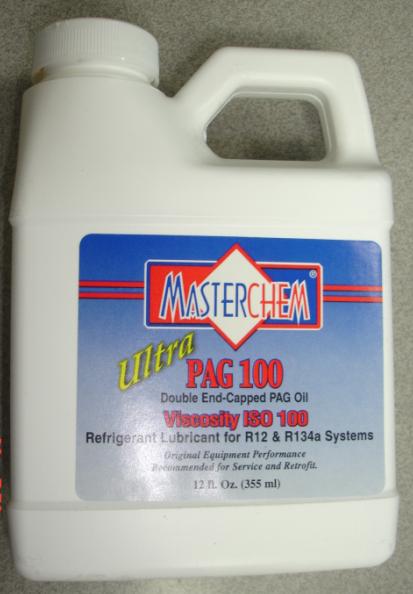 MASTERCHEM®
Ultra
PAG 100
Double End-Capped PAG Oil
Viscosity ISO 100
Refrigerant Lubricant for R12 & R134a Systems
Original Equipment Performance
Recommended for Service and Retrofit.
12 fl. Oz. (355 ml)